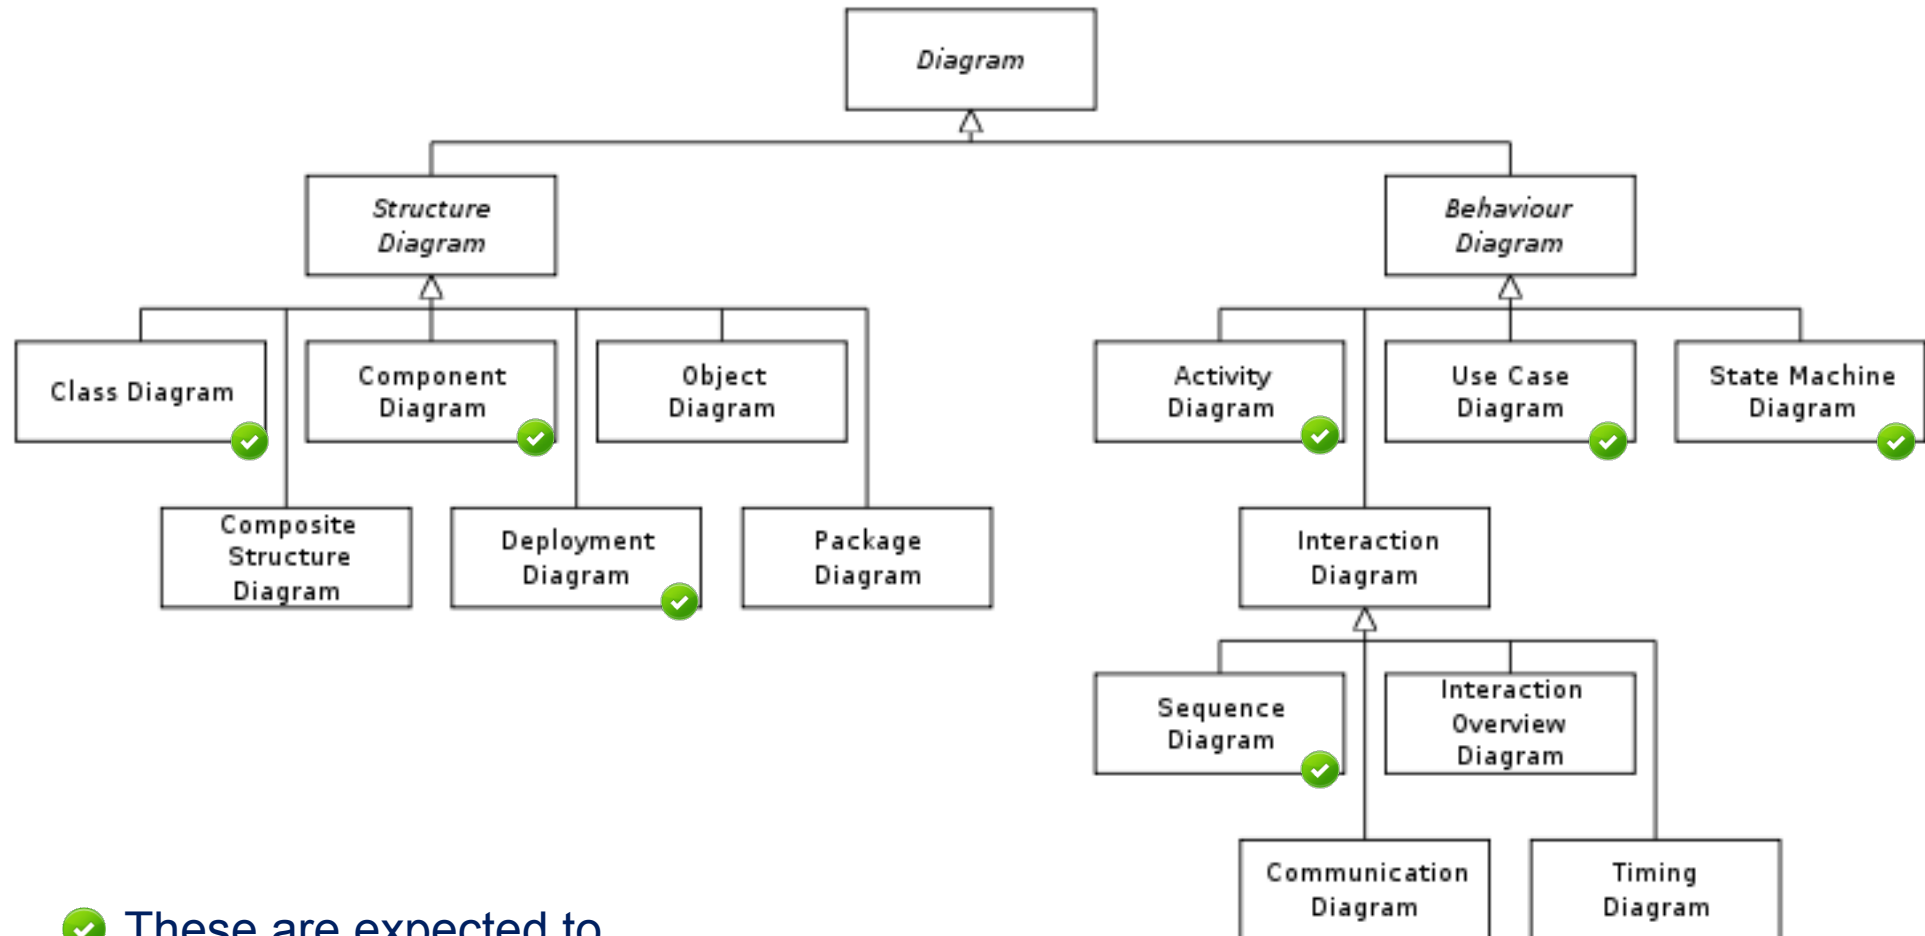 Diagram
Structure
Diagram
Behaviour
Diagram
Class Diagram
Component
Diagram
Object
Diagram
Activity
Diagram
Use Case
Diagram
State Machine
Diagram
Composite
Structure
Diagram
Deployment
Diagram
Package
Diagram
Interaction
Diagram
Sequence
Diagram
Interaction
Overview
Diagram
Communication
Diagram
Timing
Diagram
These are expected to